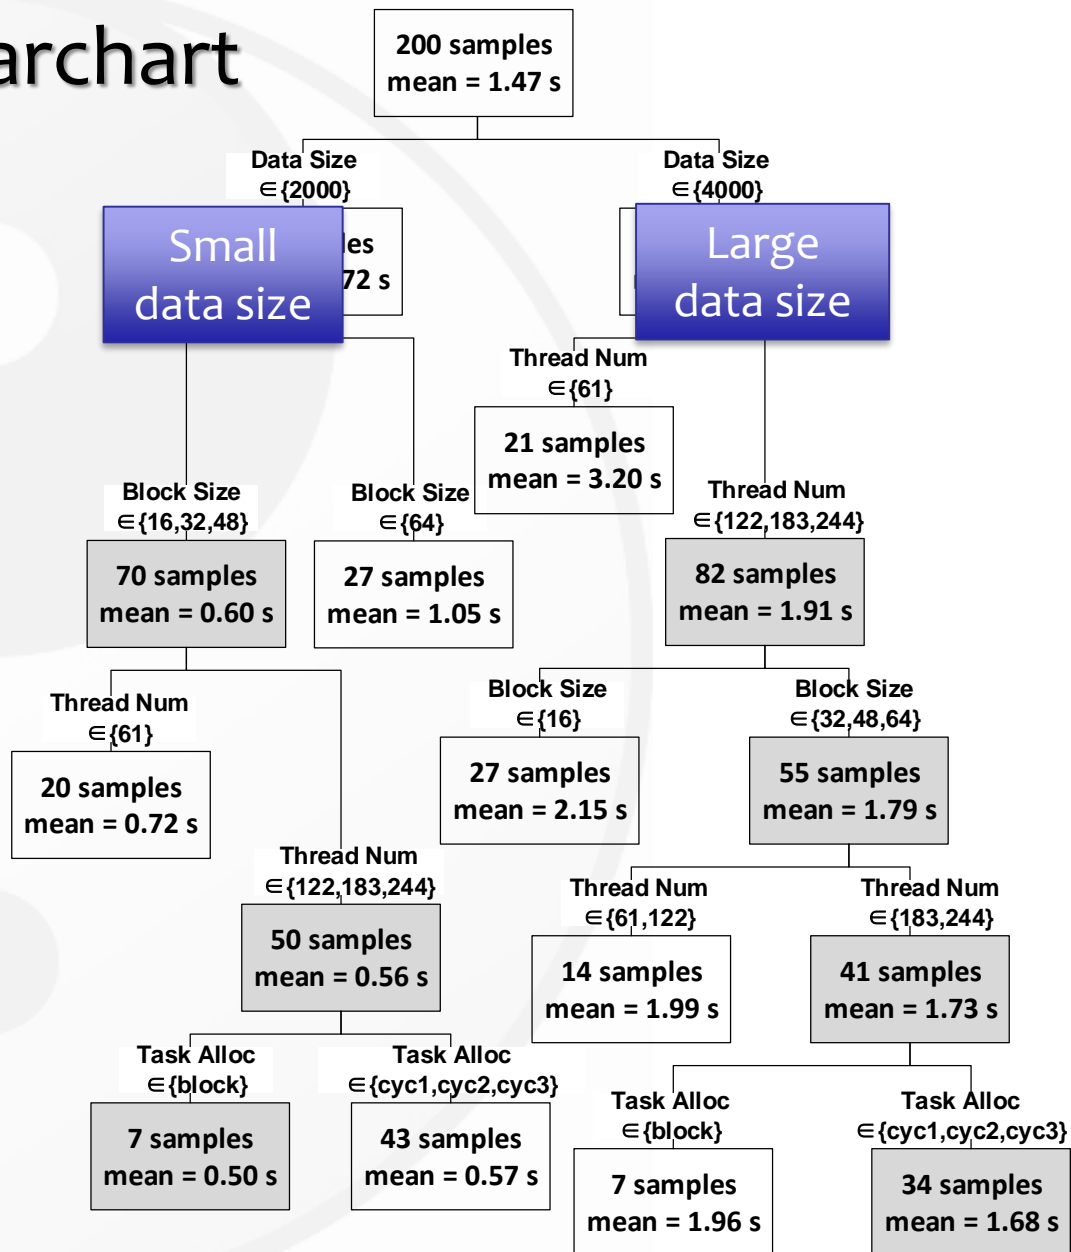 archart
200 samples
mean = 1.47 s
Data Size
∈{2000}
Data Size
∈{4000}
Small
data size
les
72 s
Large
data size
Thread Num
∈{61}
21 samples
mean = 3.20 s
Block Size
∈{16,32,48}
Block Size
∈{64}
Thread Num
∈{122,183,244}
70 samples
mean = 0.60 s
27 samples
mean = 1.05 s
82 samples
mean = 1.91 s
Thread Num
∈{61}
Block Size
∈{16}
Block Size
∈{32,48,64}
20 samples
mean = 0.72 s
27 samples
mean = 2.15 s
55 samples
mean = 1.79 s
Thread Num
∈{122,183,244}
Thread Num
∈{61,122}
Thread Num
∈{183,244}
50 samples
mean = 0.56 s
14 samples
mean = 1.99 s
41 samples
mean = 1.73 s
Task Alloc
∈{block}
Task Alloc
∈{cyc1,cyc2,cyc3}
Task Alloc
∈{block}
Task Alloc
∈{cyc1,cyc2,cyc3}
7 samples
mean = 0.50 s
43 samples
mean = 0.57 s
7 samples
mean = 1.96 s
34 samples
mean = 1.68 s